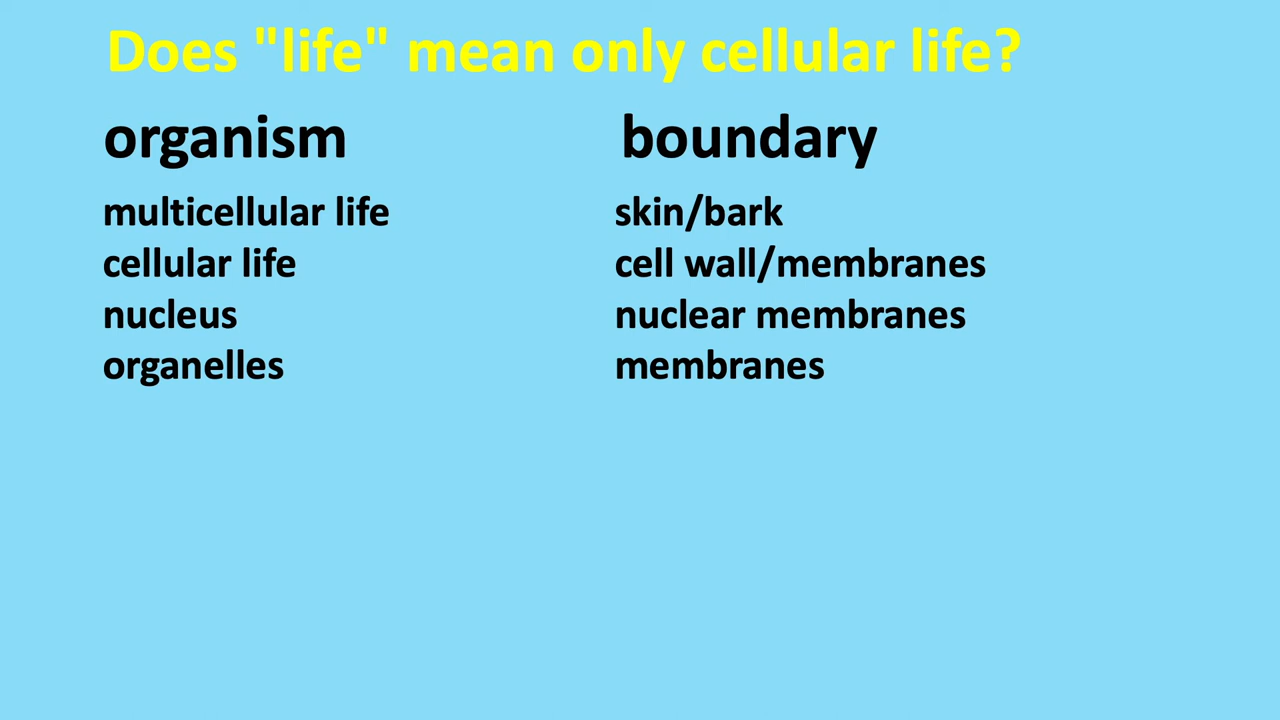 Does "life" mean only cellular life?
organism boundary
multicellular life skin/bark
cellular life cell wall/membranes
nucleus nuclear membranes
organelles membranes